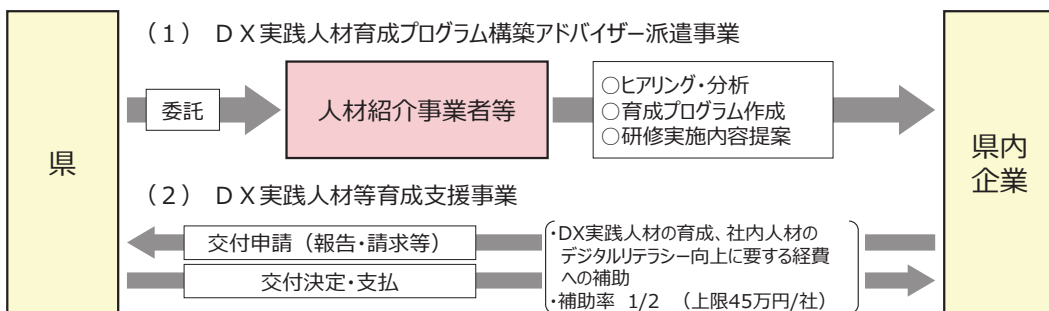 （１） ＤＸ実践人材育成プログラム構築アドバイザー派遣事業
県
委託
人材紹介事業者等
○ヒアリング・分析
○育成プログラム作成
○研修実施内容提案
県内
企業
（２） ＤＸ実践人材等育成支援事業
交付申請（報告・請求等）
交付決定・支払
・DX実践人材の育成、社内人材の
デジタルリテラシー向上に要する経費
への補助
・補助率 1/2 （上限45万円/社）